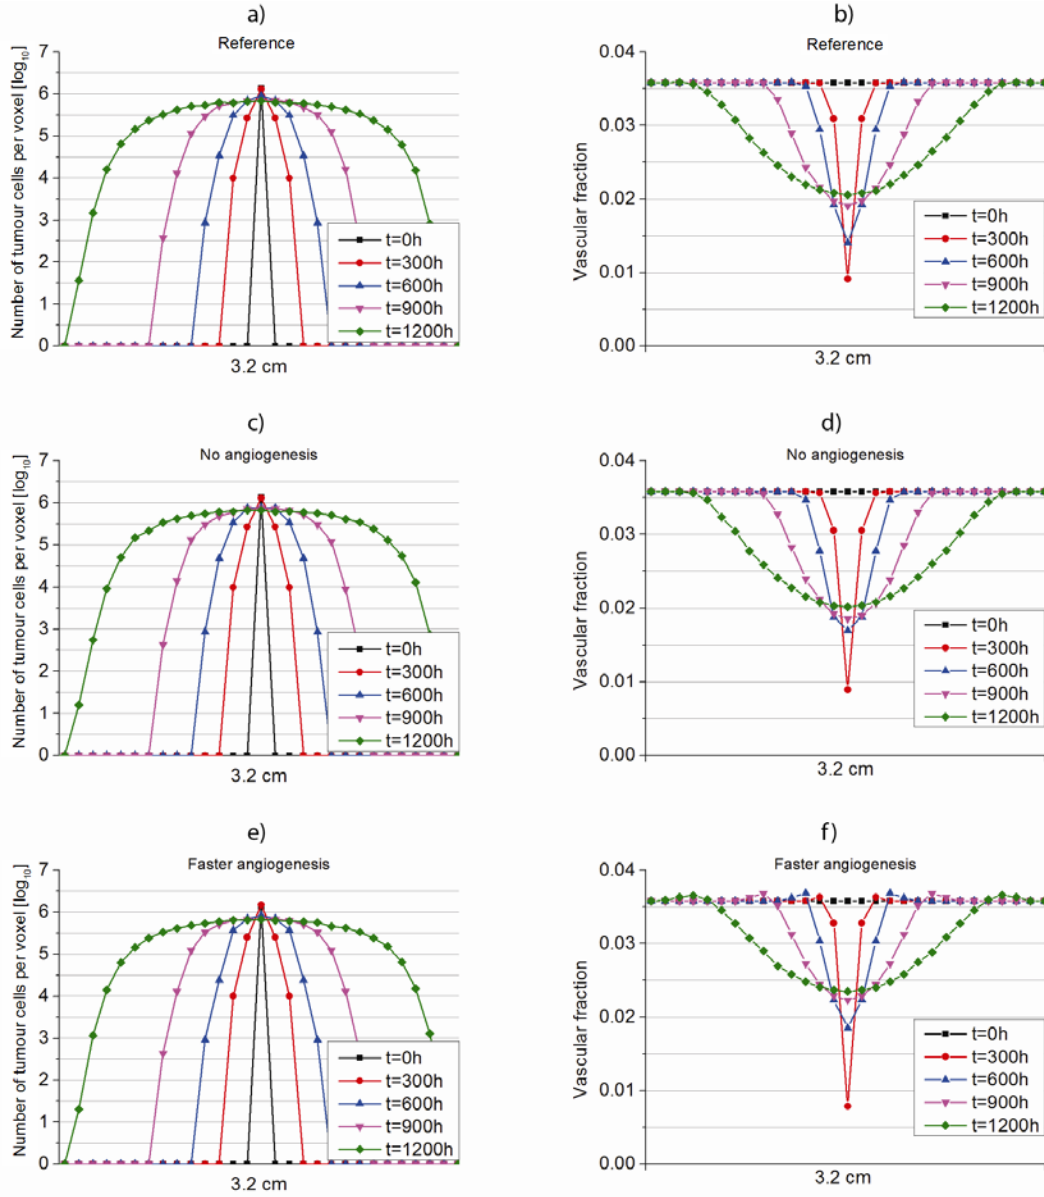 a)
Reference
Number of tumour cells per voxel [log10]
7
6
5
4
3
2
1
0
t=0h
t=300h
t=600h
t=900h
t=1200h
3.2 cm
b)
Reference
Vascular fraction
0.04
0.03
0.02
0.01
0.00
t=0h
t=300h
t=600h
t=900h
t=1200h
3.2 cm
c)
No angiogenesis
Number of tumour cells per voxel [log10]
7
6
5
4
3
2
1
0
t=0h
t=300h
t=600h
t=900h
t=1200h
3.2 cm
d)
No angiogenesis
Vascular fraction
0.04
0.03
0.02
0.01
0.00
t=0h
t=300h
t=600h
t=900h
t=1200h
3.2 cm
e)
Faster angiogenesis
Number of tumour cells per voxel [log10]
7
6
5
4
3
2
1
0
t=0h
t=300h
t=600h
t=900h
t=1200h
3.2 cm
f)
Faster angiogenesis
Vascular fraction
0.04
0.03
0.02
0.01
0.00
t=0h
t=300h
t=600h
t=900h
t=1200h
3.2 cm